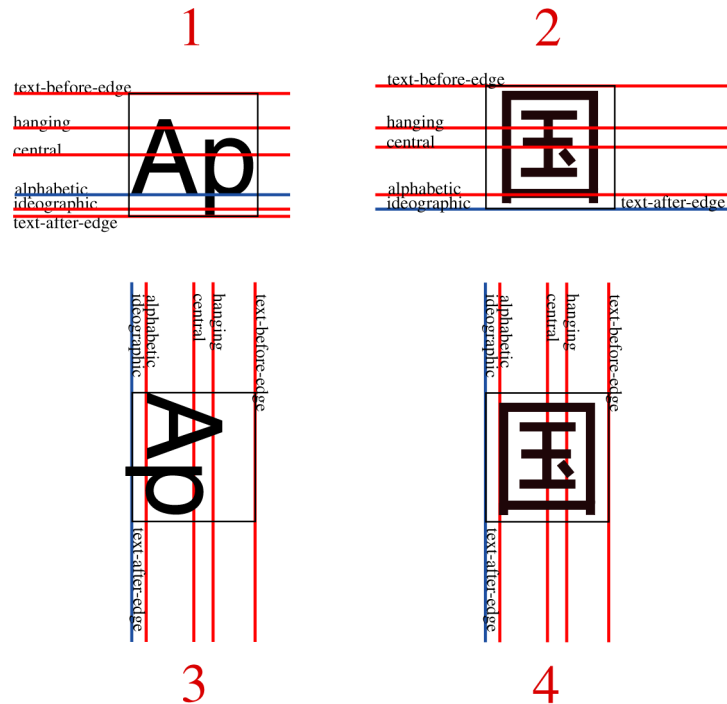 1
text-before-edge
hanging
central
alphabetic
ideographic
text-after-edge
Ap
2
text-before-edge
hanging
central
alphabetic
ideographic
text-after-edge
国
ideographic
alphabetic
central
hanging
text-before-edge
Ap
text-after-edge
3
ideographic
alphabetic
central
hanging
text-before-edge
国
text-after-edge
4